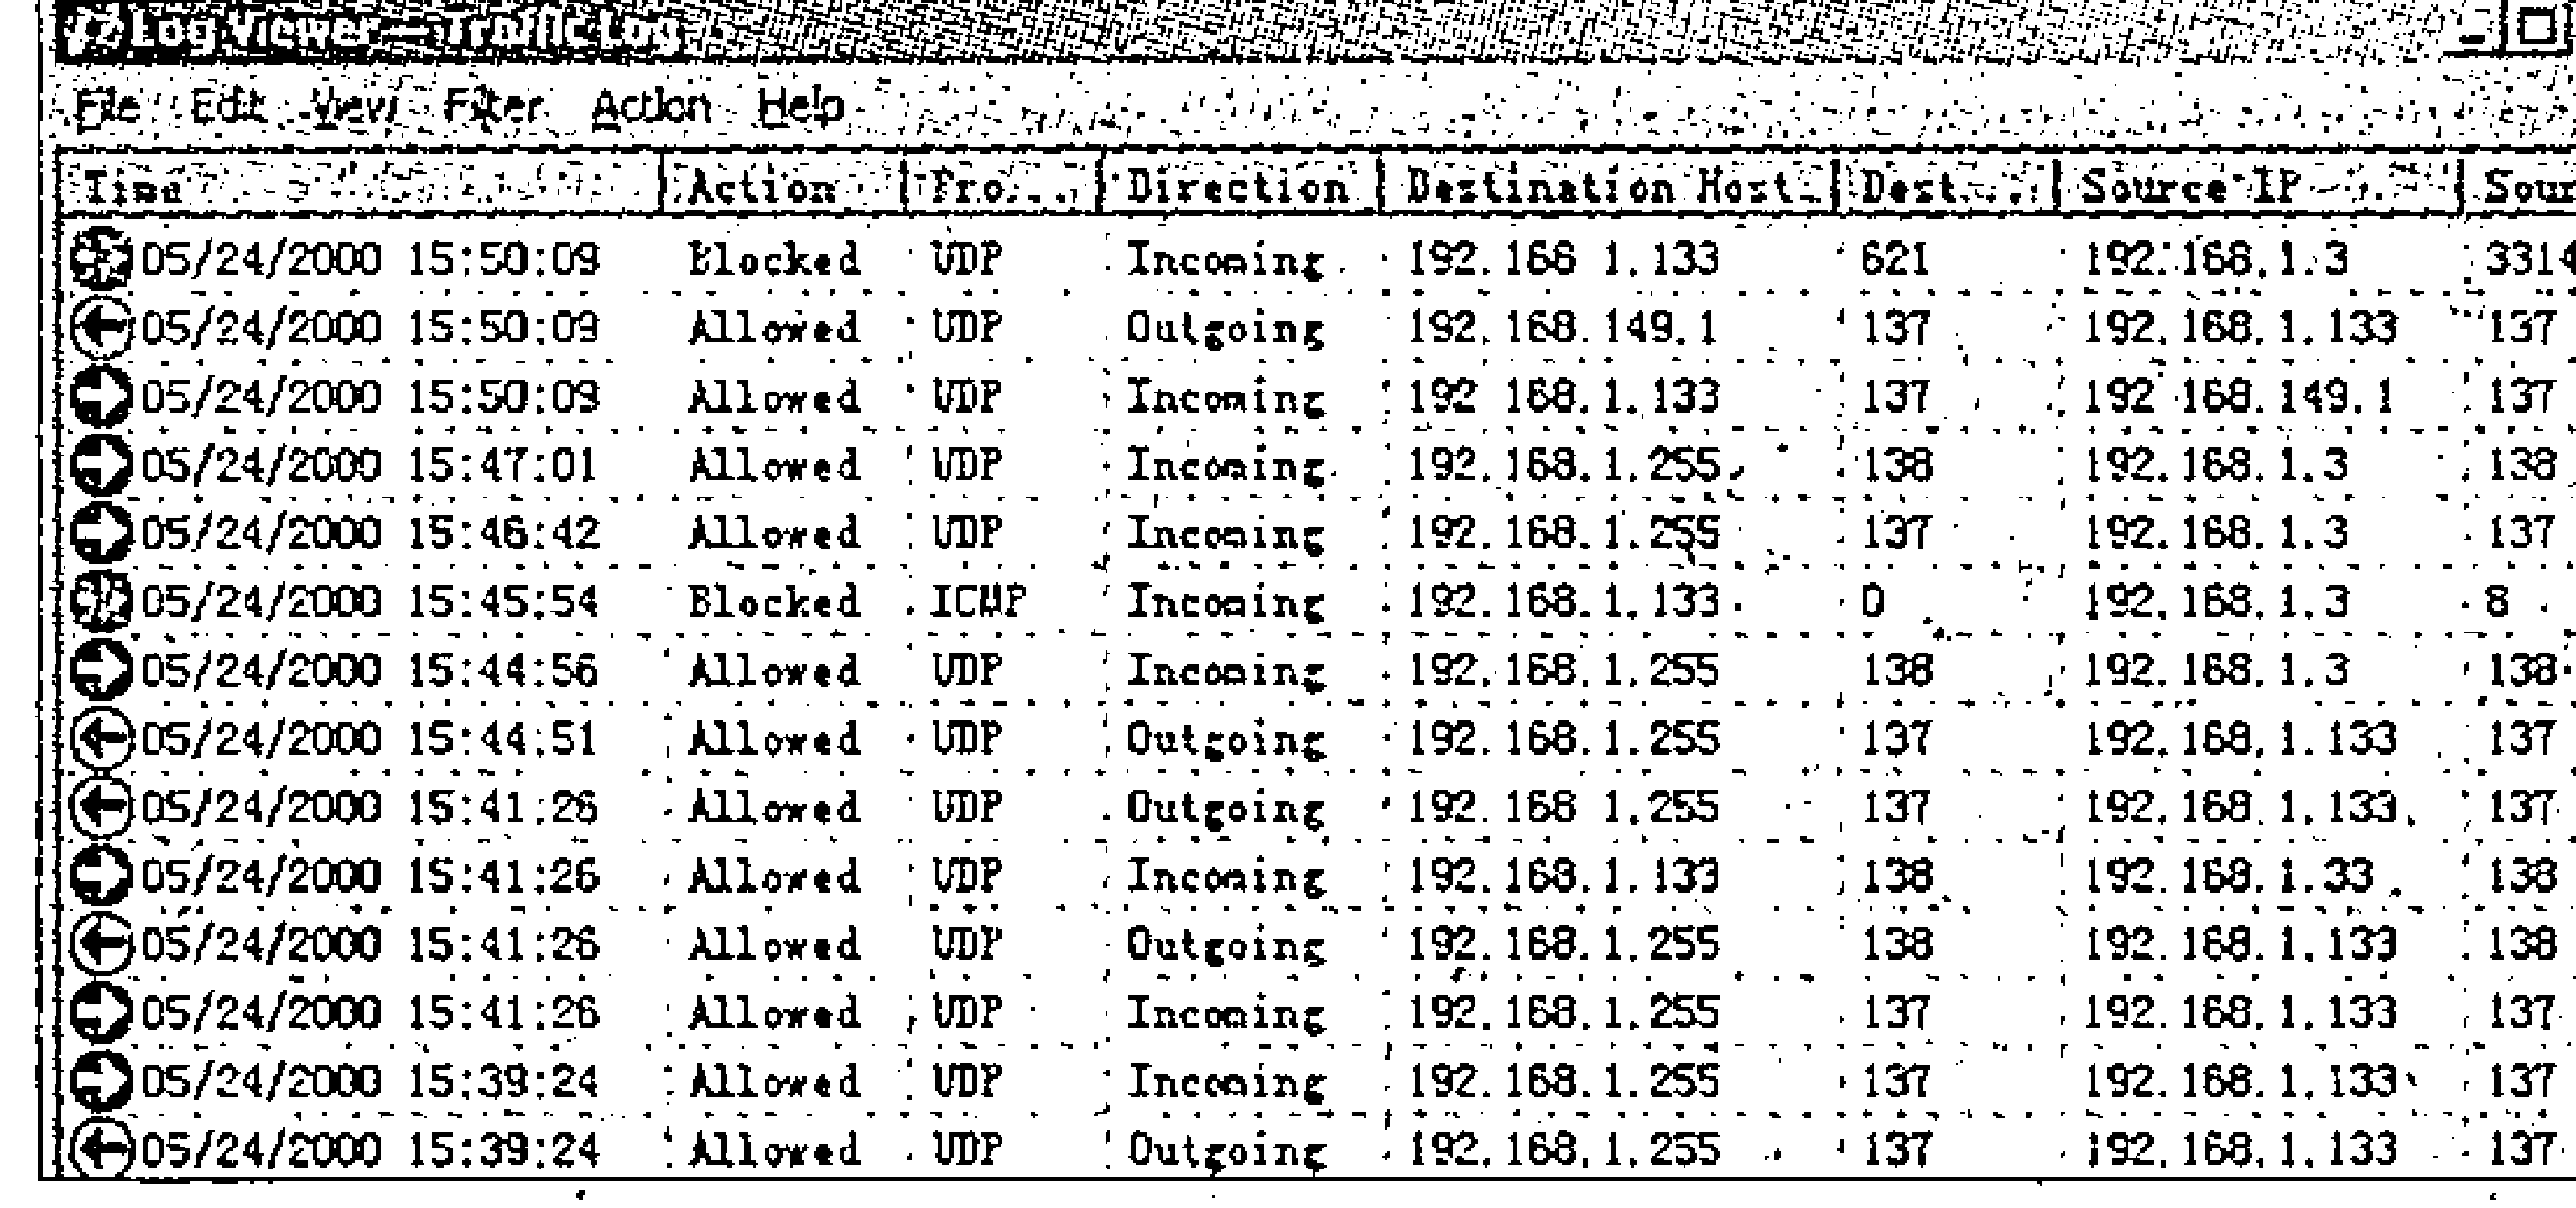 Log Viewer - Traffic Log
File Edit View Filter Action Help
Time Action Pro... Direction Destination Host Dest... Source IP Sour
05/24/2000 15:50:09 Blocked UDP Incoming 192.168 1.133 621 192.168.1.3 3314
05/24/2000 15:50:09 Allowed UDP Outgoing 192.168.149.1 137 192.168.1.133 137
05/24/2000 15:50:09 Allowed UDP Incoming 192 168.1.133 137 192 168.149.1 137
05/24/2000 15:47:01 Allowed UDP Incoming 192.168.1.255 138 192.168.1.3 138
05/24/2000 15:46:42 Allowed UDP Incoming 192.168.1.255 137 192.168.1.3 137
05/24/2000 15:45:54 Blocked ICMP Incoming 192.168.1.133 0 192.168.1.3 8
05/24/2000 15:44:56 Allowed UDP Incoming 192.168.1.255 138 192.168.1.3 138
05/24/2000 15:44:51 Allowed UDP Outgoing 192.168.1.255 137 192.168.1.133 137
05/24/2000 15:41:26 Allowed UDP Outgoing 192.168 1.255 137 192.168.1.133 137
05/24/2000 15:41:26 Allowed UDP Incoming 192.168.1.133 138 192.168.1.33 138
05/24/2000 15:41:26 Allowed UDP Outgoing 192.168.1.255 138 192.168.1.133 138
05/24/2000 15:41:26 Allowed UDP Incoming 192.168.1.255 137 192.168.1.133 137
05/24/2000 15:39:24 Allowed UDP Incoming 192.168.1.255 137 192.168.1.133 137
05/24/2000 15:39:24 Allowed UDP Outgoing 192.168.1.255 137 192.168.1.133 137